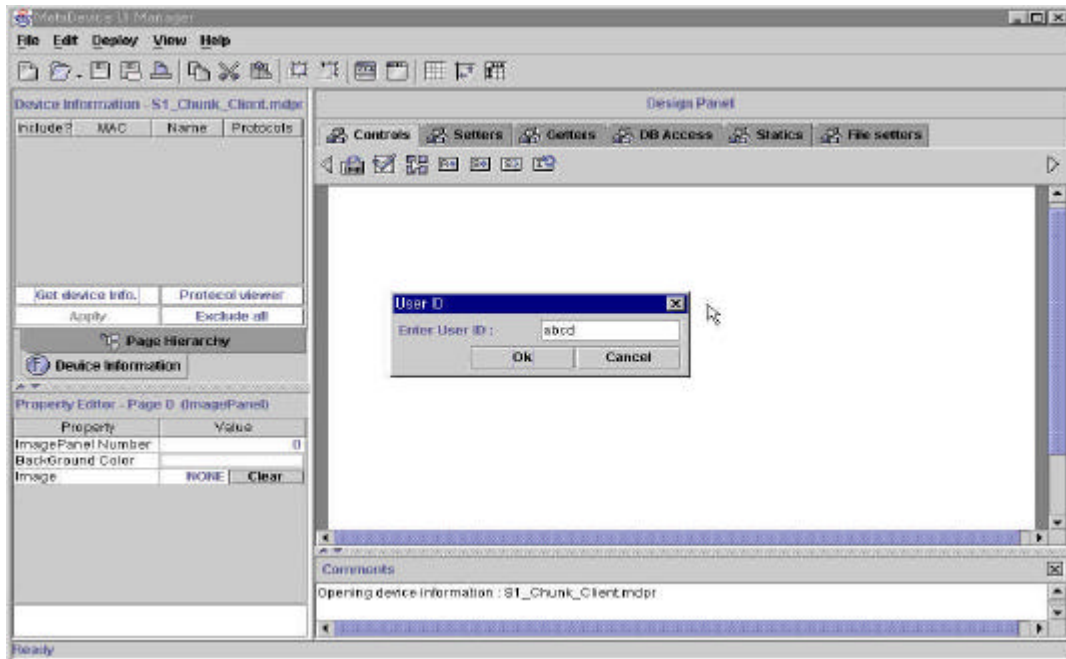 MetaDevice UI Manager
File Edit Deploy View Help
Device Information - S1_Chunk_Client.mdpr
Include? MAC Name Protocols
Get device info. Protocol viewer
Apply Exclude all
Page Hierarchy
Device Information
Property Editor - Page 0 (ImagePanel)
Property Value
ImagePanel Number 0
BackGround Color
Image NONE Clear
Design Panel
Controls Setters Getters DB Access Statics File setters
User ID
Enter User ID : abcd
Ok Cancel
Comments
Opening device information : S1_Chunk_Client.mdpr
Ready